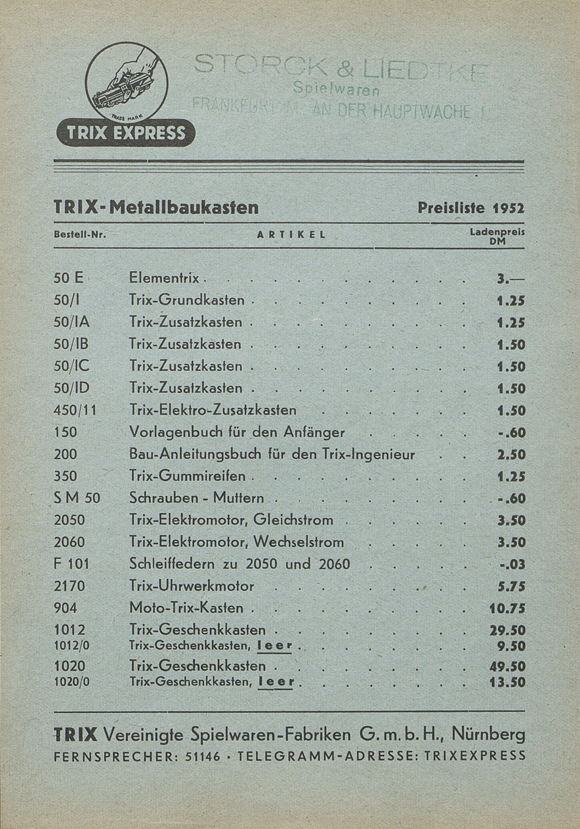 TRADE MARK
TRIX EXPRESS
STORCK & LIEDTKE
Spielwaren
FRANKFURT M. AN DER HAUPTWACHE
TRIX-Metallbaukasten Preisliste 1952
Bestell-Nr. ARTIKEL Ladenpreis DM
50 E Elementrix . . . . . . . . . . . 3.—
50/I Trix-Grundkasten . . . . . . . . . 1.25
50/IA Trix-Zusatzkasten . . . . . . . . . 1.25
50/IB Trix-Zusatzkasten . . . . . . . . . 1.50
50/IC Trix-Zusatzkasten . . . . . . . . . 1.50
50/ID Trix-Zusatzkasten . . . . . . . . . 1.50
450/11 Trix-Elektro-Zusatzkasten . . . . . . . 1.50
150 Vorlagenbuch für den Anfänger . . . . . -.60
200 Bau-Anleitungsbuch für den Trix-Ingenieur . . 2.50
350 Trix-Gummireifen . . . . . . . . . 1.25
S M 50 Schrauben - Muttern . . . . . . . . -.60
2050 Trix-Elektromotor, Gleichstrom . . . . . 3.50
2060 Trix-Elektromotor, Wechselstrom . . . . . 3.50
F 101 Schleiffedern zu 2050 und 2060 . . . . . -.03
2170 Trix-Uhrwerkmotor . . . . . . . . . 5.75
904 Moto-Trix-Kasten . . . . . . . . . 10.75
1012 Trix-Geschenkkasten . . . . . . . . 29.50
1012/0 Trix-Geschenkkasten, leer . . . . . . . 9.50
1020 Trix-Geschenkkasten . . . . . . . . 49.50
1020/0 Trix-Geschenkkasten, leer . . . . . . . 13.50
TRIX Vereinigte Spielwaren-Fabriken G.m.b.H., Nürnberg
FERNSPRECHER: 51146 · TELEGRAMM-ADRESSE: TRIXEXPRESS